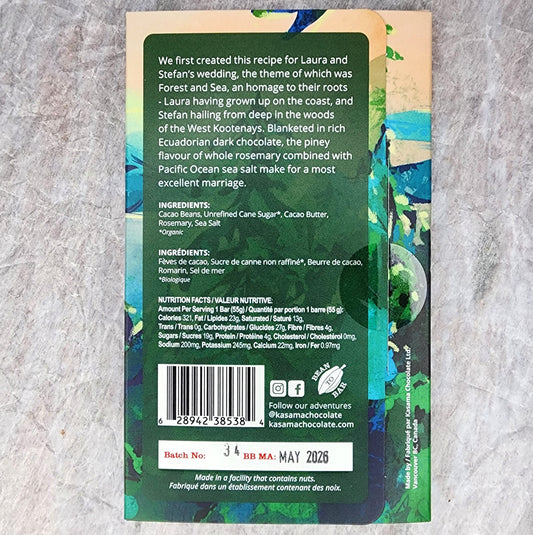 We first created this recipe for Laura and
Stefan's wedding, the theme of which was
Forest and Sea, an homage to their roots
- Laura having grown up on the coast, and
Stefan hailing from deep in the woods
of the West Kootenays. Blanketed in rich
Ecuadorian dark chocolate, the piney
flavour of whole rosemary combined with
Pacific Ocean sea salt make for a most
excellent marriage.
INGREDIENTS:
Cacao Beans, Unrefined Cane Sugar*, Cacao Butter,
Rosemary, Sea Salt
*Organic
INGRÉDIENTS:
Fèves de cacao, Sucre de canne non raffiné*, Beurre de cacao,
Romarin, Sel de mer
*Biologique
NUTRITION FACTS / VALEUR NUTRITIVE:
Amount Per Serving 1 Bar (55g) / Quantité par portion 1 barre (55 g):
Calories 321, Fat / Lipides 23g, Saturated / Saturé 13g,
Trans / Trans 0g, Carbohydrates / Glucides 27g, Fibre / Fibres 4g,
Sugars / Sucres 19g, Protein / Protéine 4g, Cholesterol / Cholestérol 0mg,
Sodium 200mg, Potassium 245mg, Calcium 22mg, Iron / Fer 0.97mg
6 28942 38538 4
BEAN TO BAR
Follow our adventures
@kasamachocolate
kasamachocolate.com
Batch No: 34 BB MA: MAY 2026
Made in a facility that contains nuts.
Fabriqué dans un établissement contenant des noix.
Made by / Fabriqué par Kasama Chocolate Ltd.
Vancouver BC, Canada